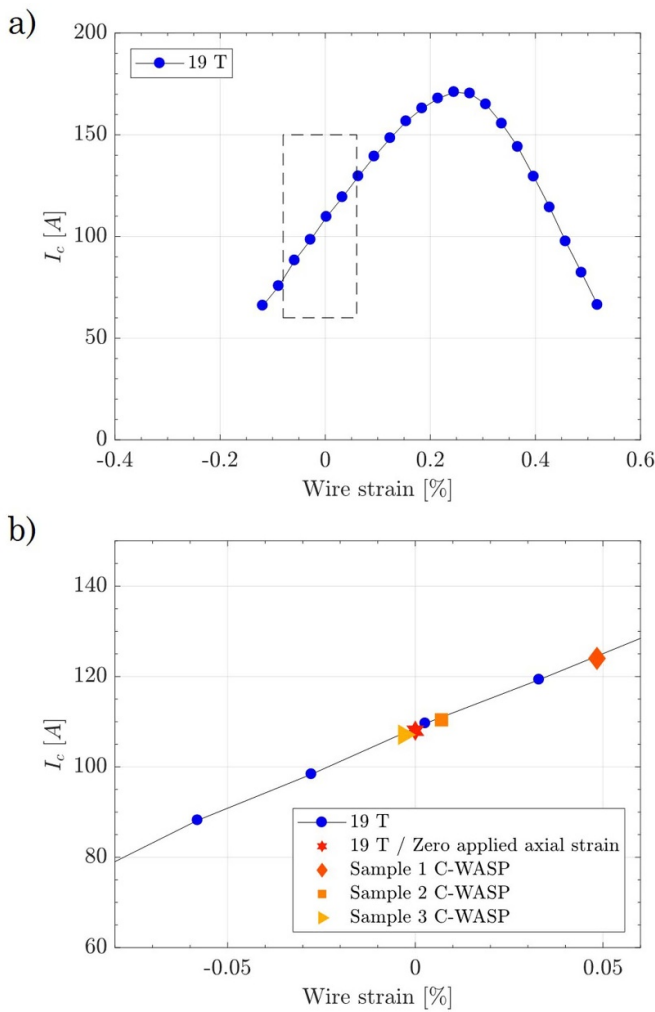 a)
200
150
100
50
0
I_c [A]
19 T
-0.4
-0.2
0
0.2
0.4
0.6
Wire strain [%]
b)
140
120
100
80
60
I_c [A]
19 T
19 T / Zero applied axial strain
Sample 1 C-WASP
Sample 2 C-WASP
Sample 3 C-WASP
-0.05
0
0.05
Wire strain [%]